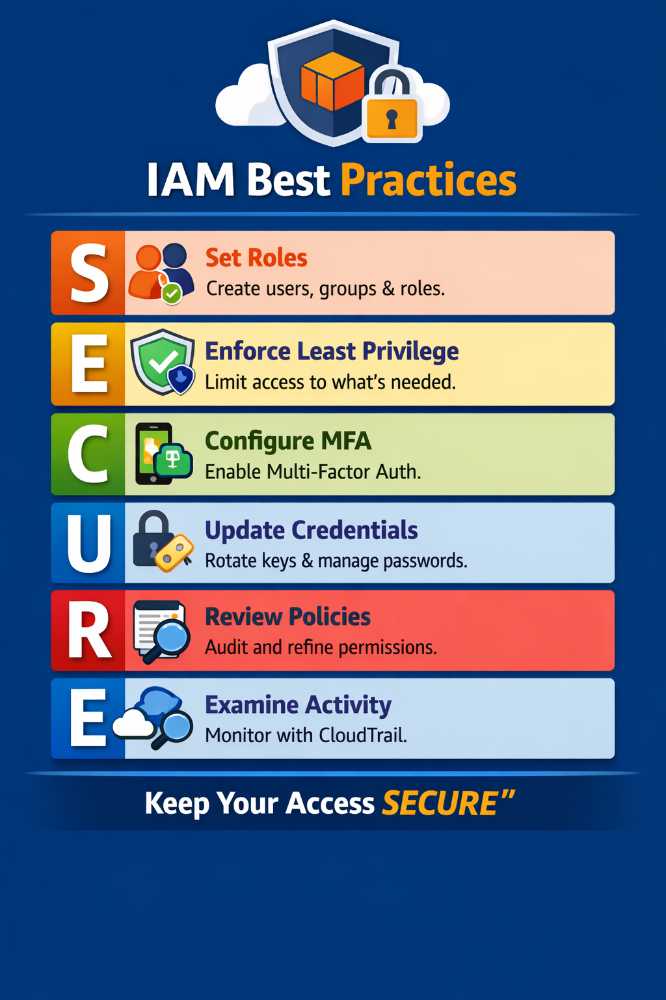 IAM Best Practices
S
Set Roles
Create users, groups & roles.
E
Enforce Least Privilege
Limit access to what's needed.
C
Configure MFA
Enable Multi-Factor Auth.
U
Update Credentials
Rotate keys & manage passwords.
R
Review Policies
Audit and refine permissions.
E
Examine Activity
Monitor with CloudTrail.
Keep Your Access SECURE”